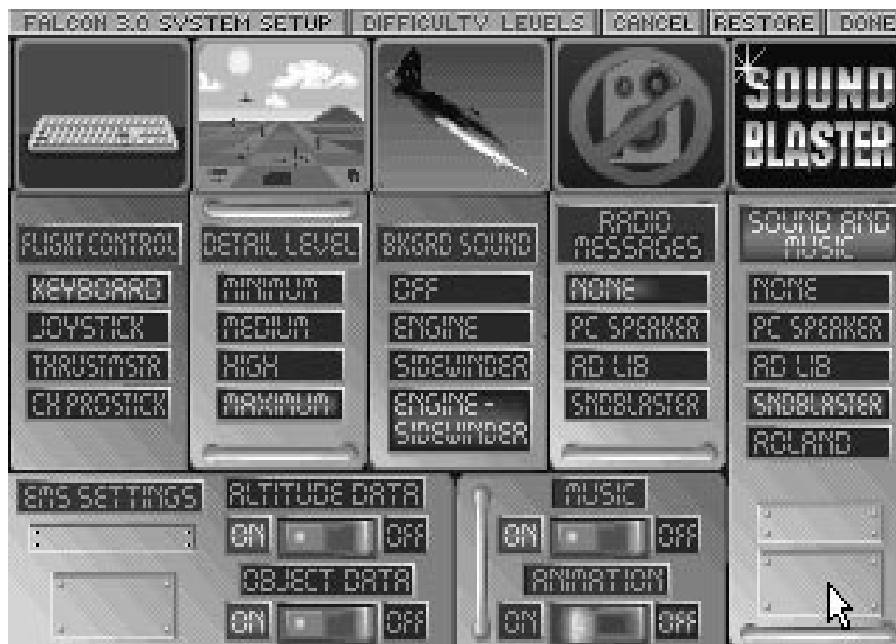 FALCON 3.0 SYSTEM SETUP
DIFFICULTY LEVELS
CANCEL
RESTORE
DONE
SOUND
BLASTER
FLIGHT CONTROL
KEYBOARD
JOYSTICK
THRUSTMSTR
CH PROSTICK
DETAIL LEVEL
MINIMUM
MEDIUM
HIGH
MAXIMUM
BKGRD SOUND
OFF
ENGINE
SIDEWINDER
ENGINE -
SIDEWINDER
RADIO
MESSAGES
NONE
PC SPEAKER
AD LIB
SNDBLASTER
SOUND AND
MUSIC
NONE
PC SPEAKER
AD LIB
SNDBLASTER
ROLAND
EMS SETTINGS
ALTITUDE DATA
ON
OFF
OBJECT DATA
ON
OFF
MUSIC
ON
OFF
ANIMATION
ON
OFF